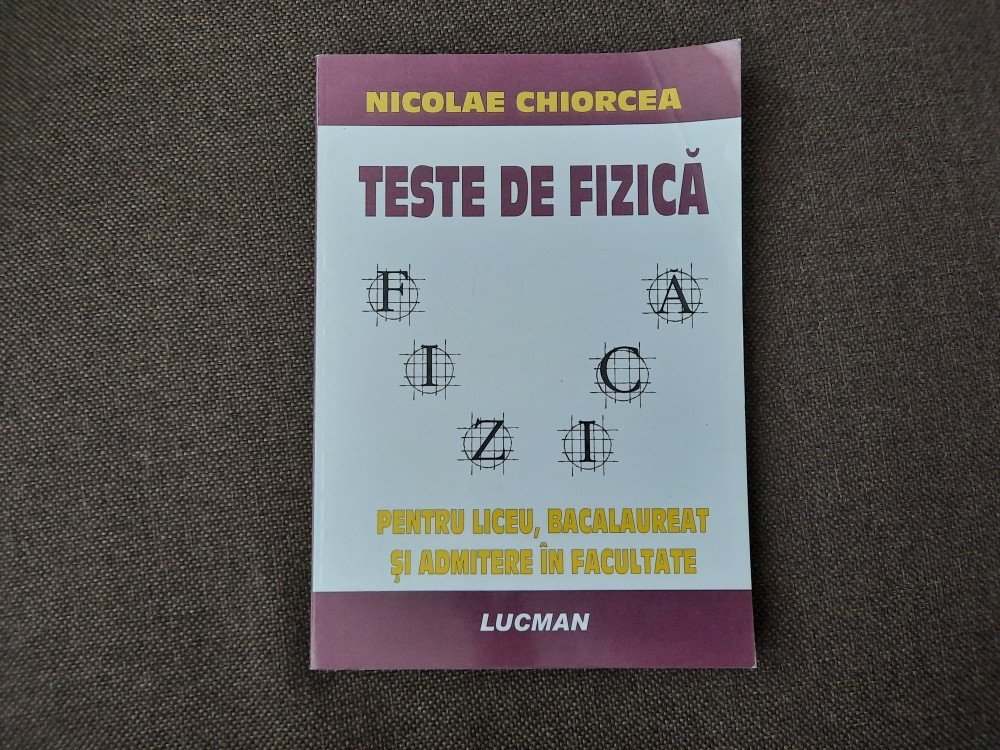 NICOLAE CHIORCEA
TESTE DE FIZICĂ
F
I
Z
I
C
Ă
PENTRU LICEU, BACALAUREAT
ȘI ADMITERE ÎN FACULTATE
LUCMAN